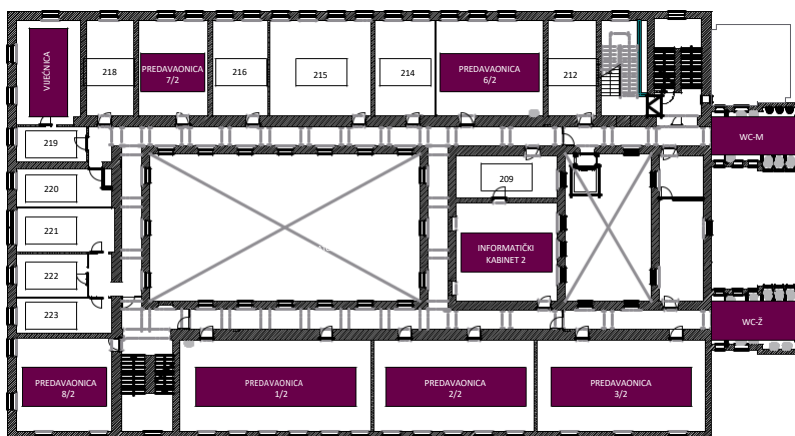 VIJEĆNICA
218
PREDAVAONICA
7/2
216
215
214
PREDAVAONICA
6/2
212
WC-M
219
220
221
222
223
209
INFORMATIČKI
KABINET 2
WC-Ž
PREDAVAONICA
8/2
PREDAVAONICA
1/2
PREDAVAONICA
2/2
PREDAVAONICA
3/2